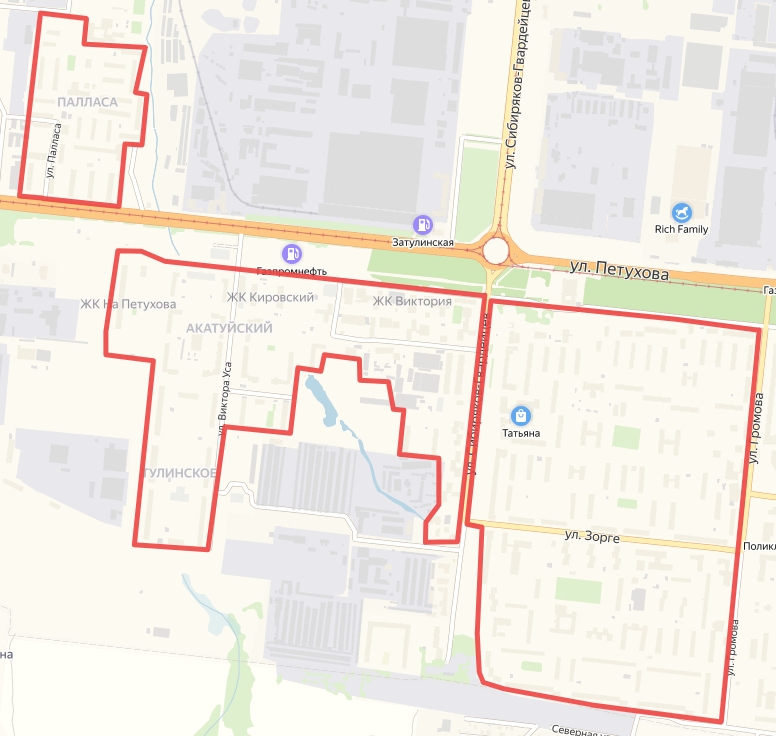 ул. Сибиряков-Гвардейцев
ПАЛЛАСА
ул. Палласа
Rich Family
Затулинская
ул. Петухова
Газпромнефть
Га
ЖК На Петухова
ЖК Кировский
ЖК Виктория
АКАТУЙСКИЙ
ул. Виктора Уса
Татьяна
ул. Громова
ТУЛИНСКОЕ
ул. Зорге
Поликл
ул. Громова
на
Северная